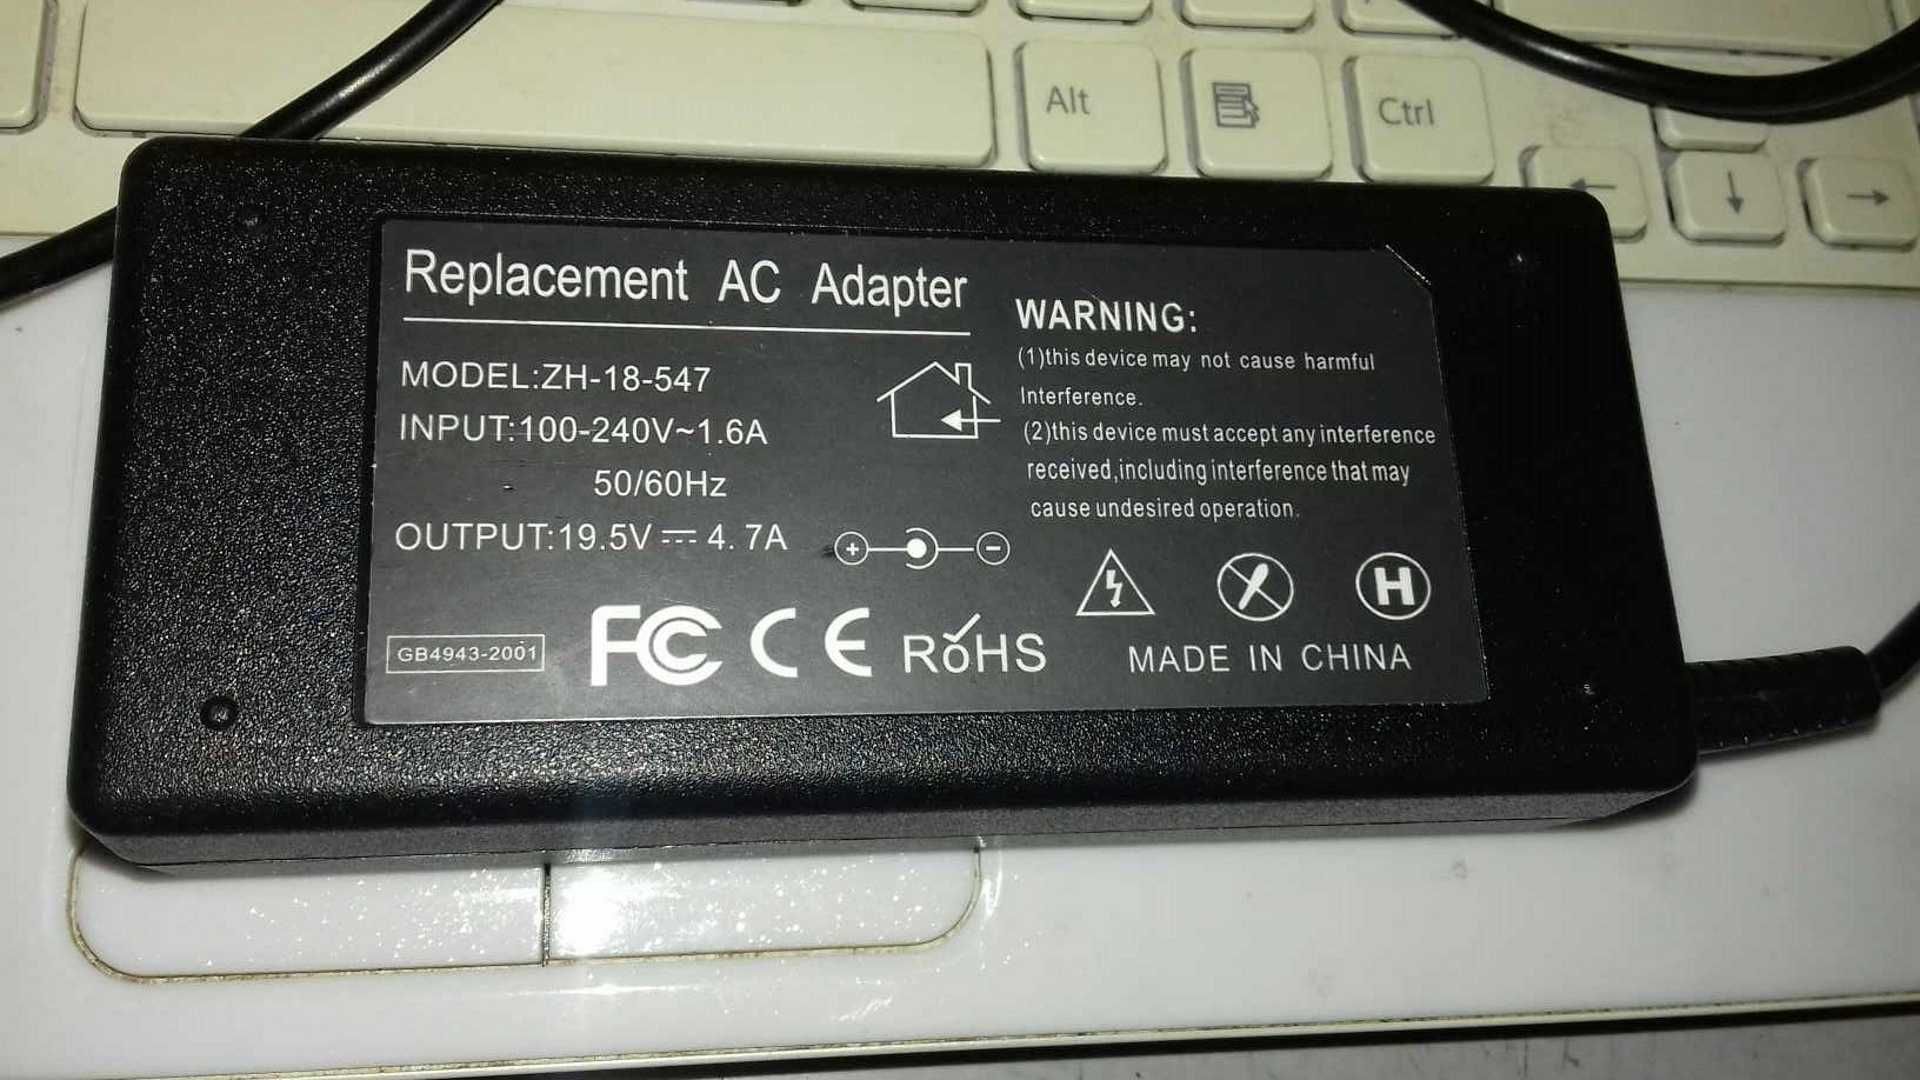 Alt
Ctrl
←
↓
→
Replacement AC Adapter
MODEL:ZH-18-547
INPUT:100-240V~1.6A
50/60Hz
OUTPUT:19.5V⎓4.7A
+
-
GB4943-2001
FC CE RoHS
WARNING:
(1)this device may not cause harmful
Interference.
(2)this device must accept any interference
received,including interference that may
cause undesired operation.
H
MADE IN CHINA